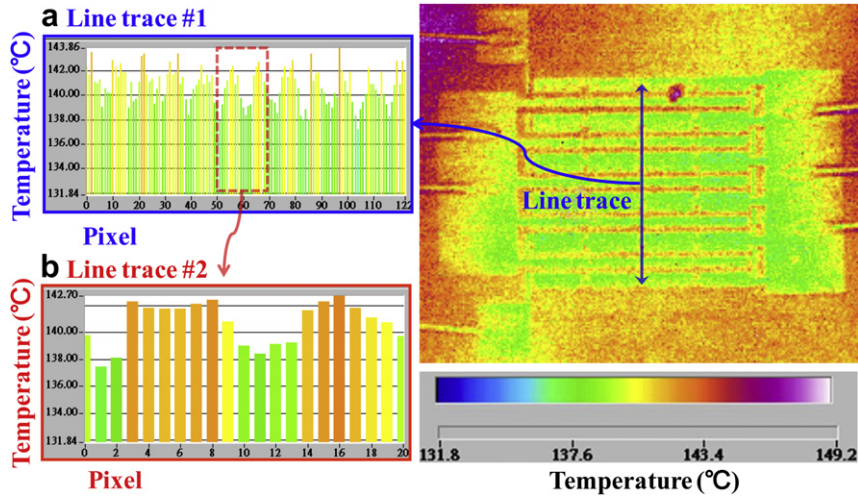 a Line trace #1
Temperature (℃)
143.86
142.00
140.00
138.00
136.00
134.00
131.84
0 10 20 30 40 50 60 70 80 90 100 110 122
Pixel
b Line trace #2
Temperature (℃)
142.70
140.00
138.00
136.00
134.00
131.84
0 2 4 6 8 10 12 14 16 18 20
Pixel
Line trace
131.8 137.6 143.4 149.2
Temperature (℃)